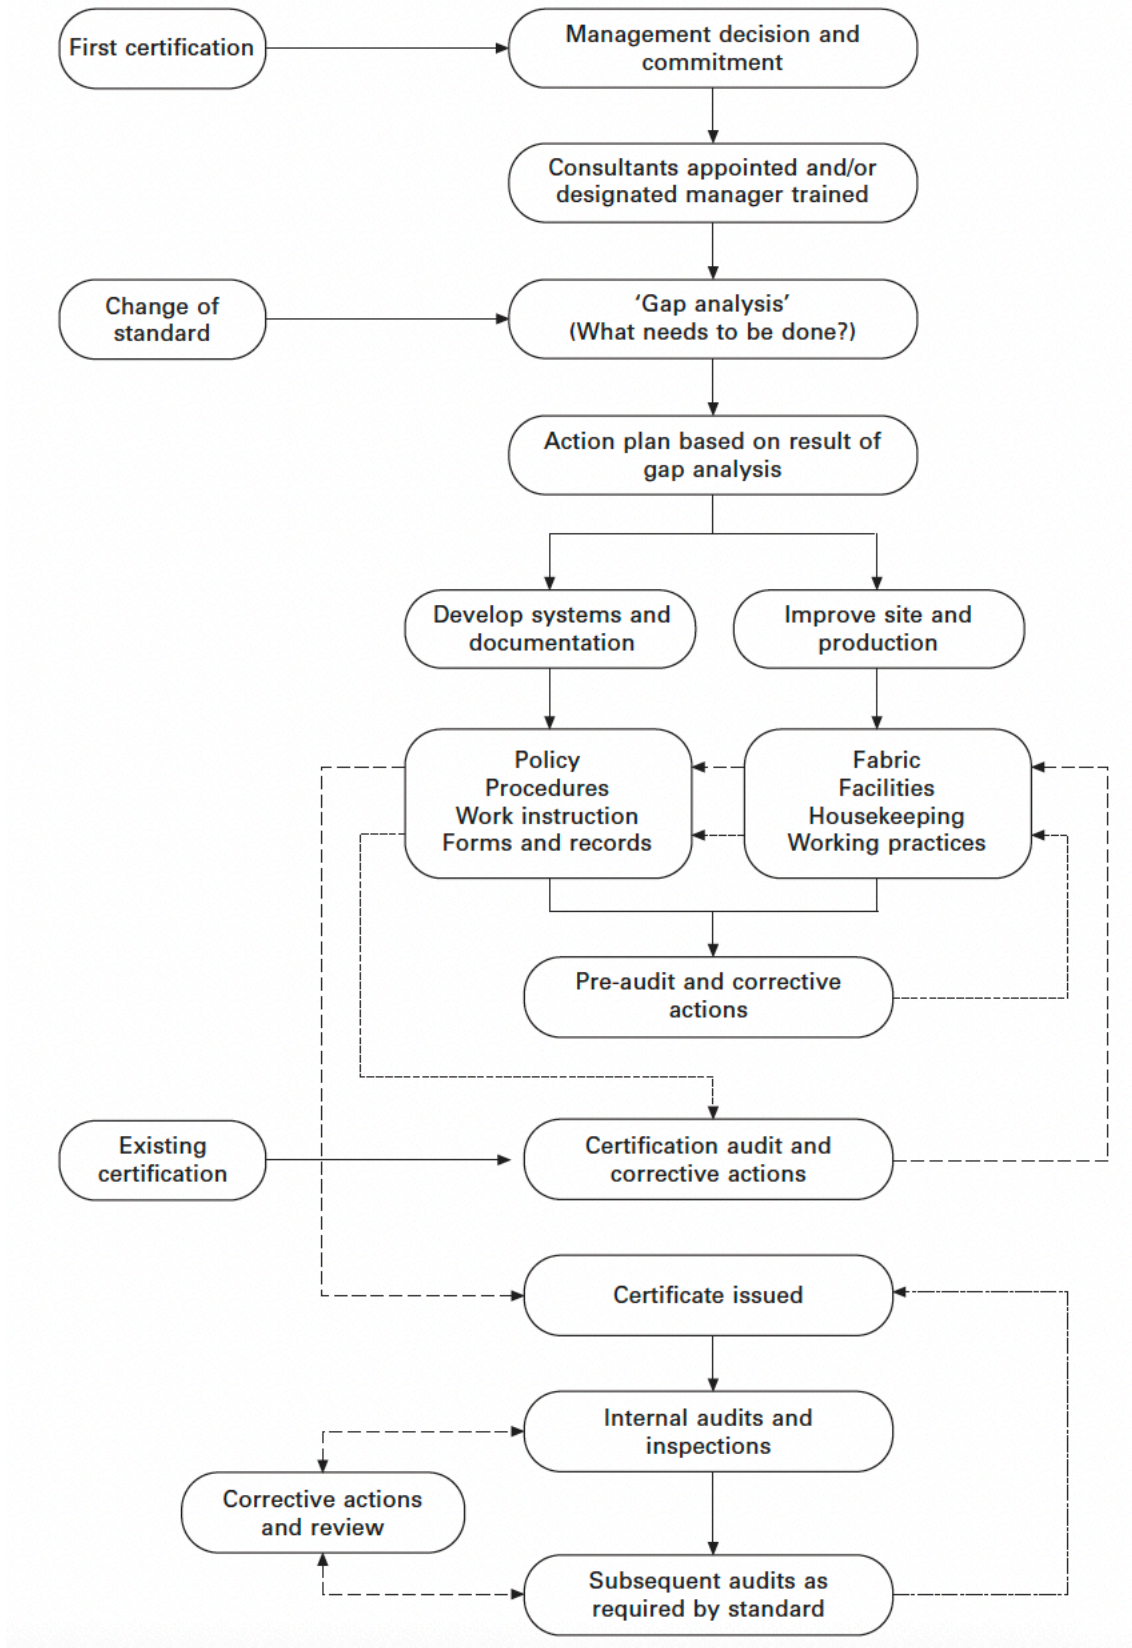 First certification
Management decision and
commitment
Consultants appointed and/or
designated manager trained
Change of
standard
‘Gap analysis’
(What needs to be done?)
Action plan based on result of
gap analysis
Develop systems and
documentation
Improve site and
production
Policy
Procedures
Work instruction
Forms and records
Fabric
Facilities
Housekeeping
Working practices
Pre-audit and corrective
actions
Existing
certification
Certification audit and
corrective actions
Certificate issued
Internal audits and
inspections
Corrective actions
and review
Subsequent audits as
required by standard